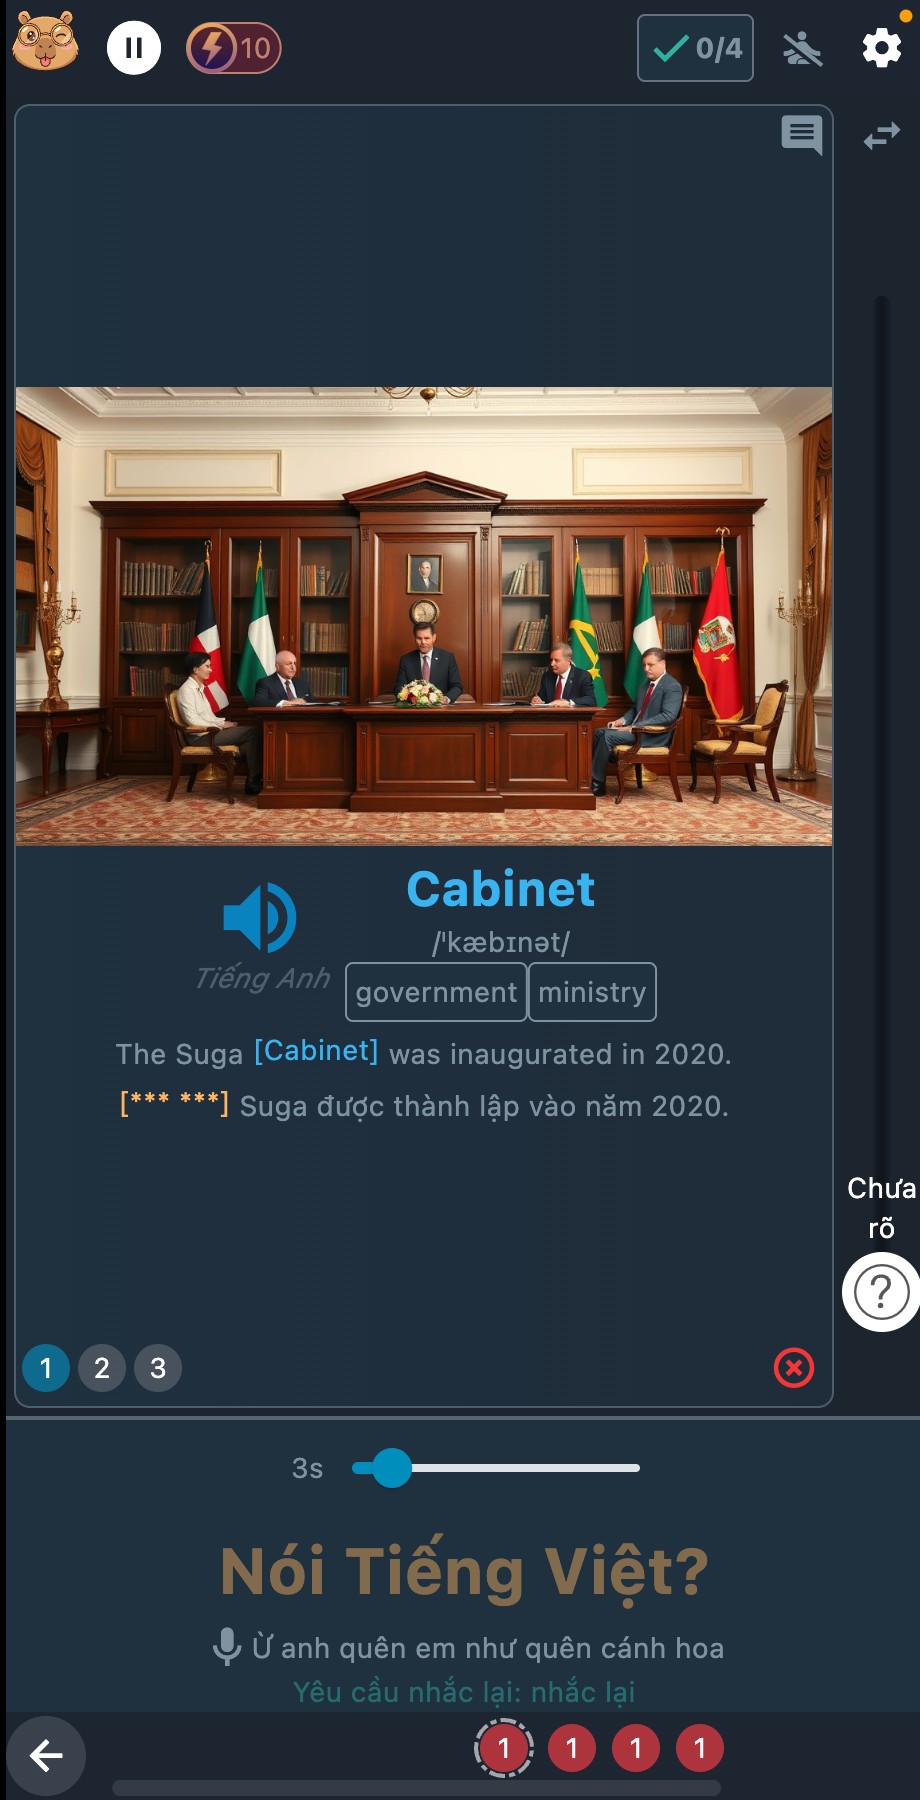 10
0/4
Cabinet
/'kæbɪnət/
Tiếng Anh
government ministry
The Suga [Cabinet] was inaugurated in 2020.
[*** ***] Suga được thành lập vào năm 2020.
Chưa
rõ
?
1 2 3
3s
Nói Tiếng Việt?
Ừ anh quên em như quên cánh hoa
Yêu cầu nhắc lại: nhắc lại
1 1 1 1